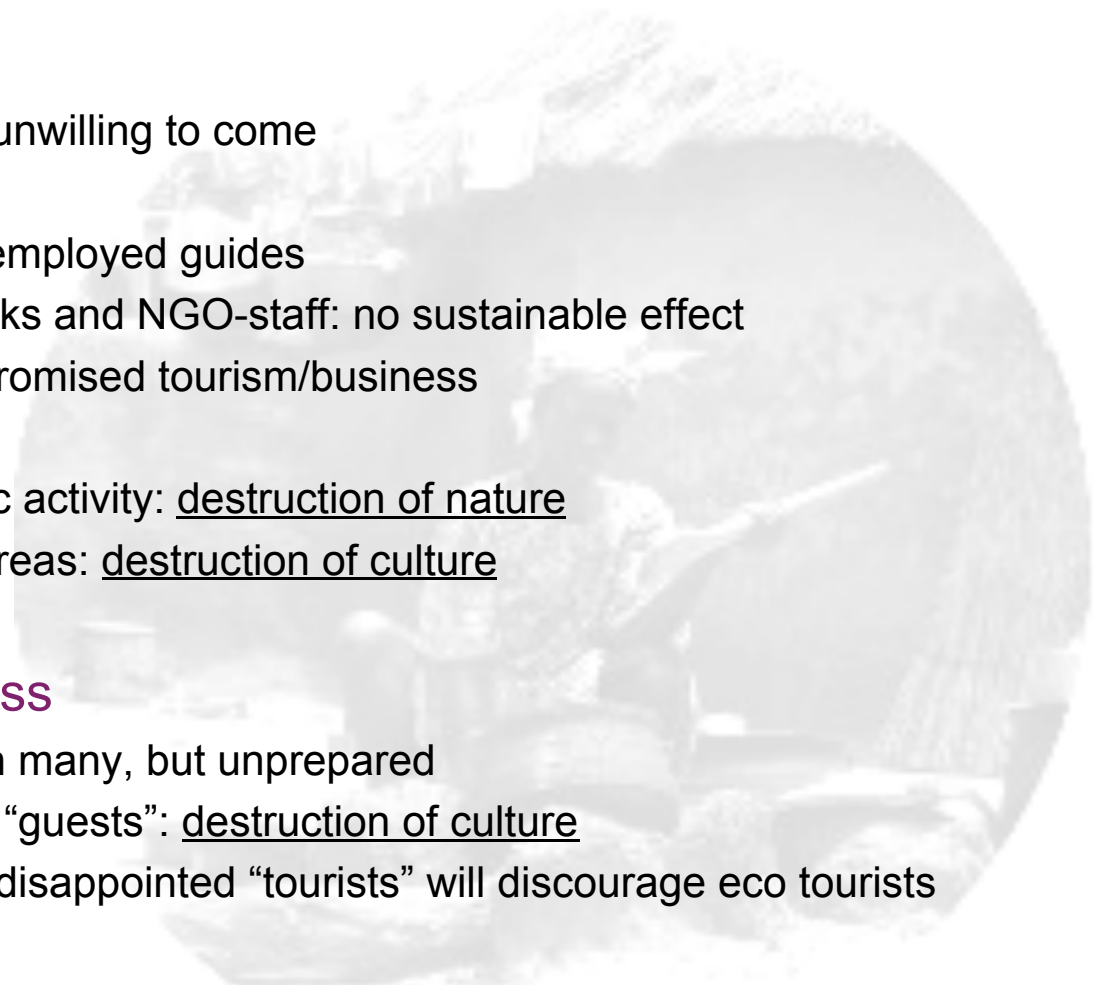 unwilling to come
employed guides
ks and NGO-staff: no sustainable effect
romised tourism/business
c activity: destruction of nature
reas: destruction of culture
ss
many, but unprepared
“guests”: destruction of culture
disappointed “tourists” will discourage eco tourists